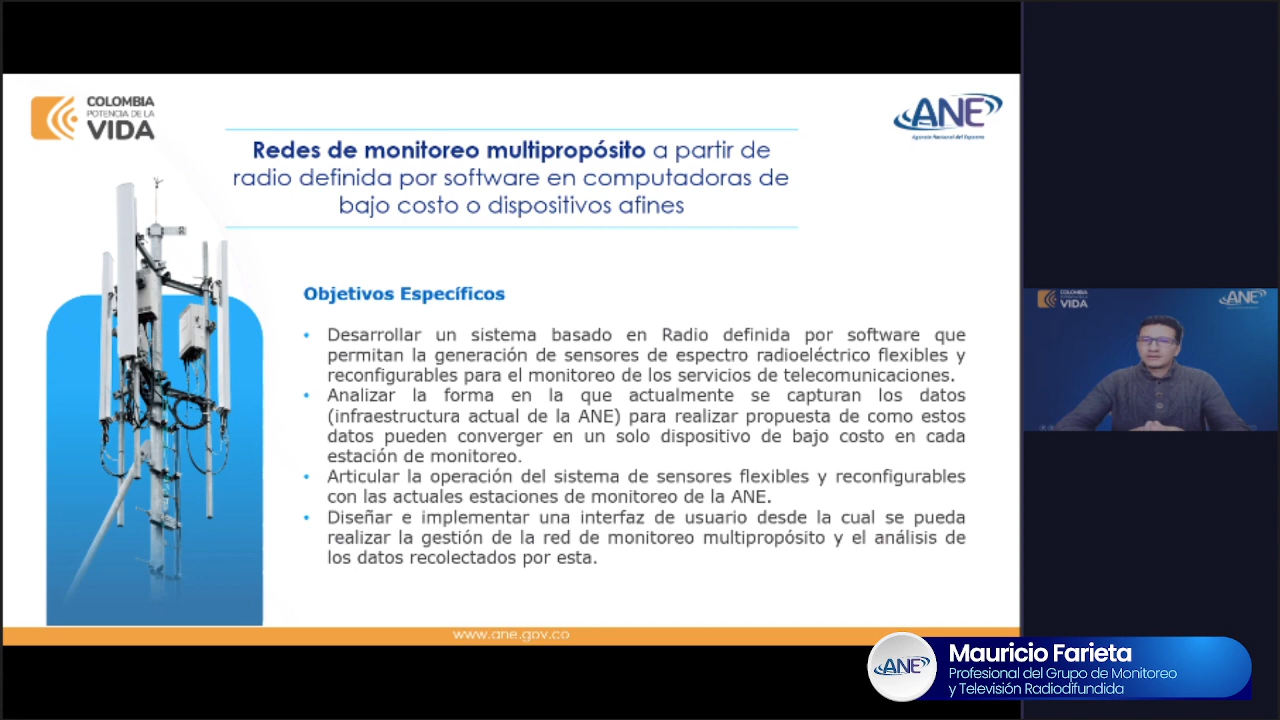 COLOMBIA
POTENCIA DE LA
VIDA
ANE
Agencia Nacional del Espectro
Redes de monitoreo multipropósito a partir de
radio definida por software en computadoras de
bajo costo o dispositivos afines
Objetivos Específicos
• Desarrollar un sistema basado en Radio definida por software que
permitan la generación de sensores de espectro radioeléctrico flexibles y
reconfigurables para el monitoreo de los servicios de telecomunicaciones.
• Analizar la forma en la que actualmente se capturan los datos
(infraestructura actual de la ANE) para realizar propuesta de como estos
datos pueden converger en un solo dispositivo de bajo costo en cada
estación de monitoreo.
• Articular la operación del sistema de sensores flexibles y reconfigurables
con las actuales estaciones de monitoreo de la ANE.
• Diseñar e implementar una interfaz de usuario desde la cual se pueda
realizar la gestión de la red de monitoreo multipropósito y el análisis de
los datos recolectados por esta.
www.ane.gov.co
COLOMBIA
POTENCIA DE LA
VIDA
ANE
ANE
Mauricio Farieta
Profesional del Grupo de Monitoreo
y Televisión Radiodifundida